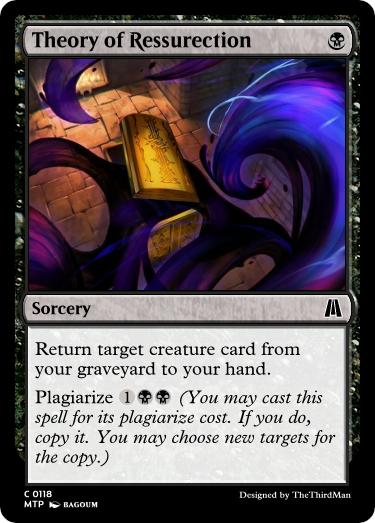 Theory of Ressurection
Sorcery
Return target creature card from
your graveyard to your hand.
Plagiarize 1 (You may cast this
spell for its plagiarize cost. If you do,
copy it. You may choose new targets for
the copy.)
C 0118
MTP BAGOUM
Designed by TheThirdMan